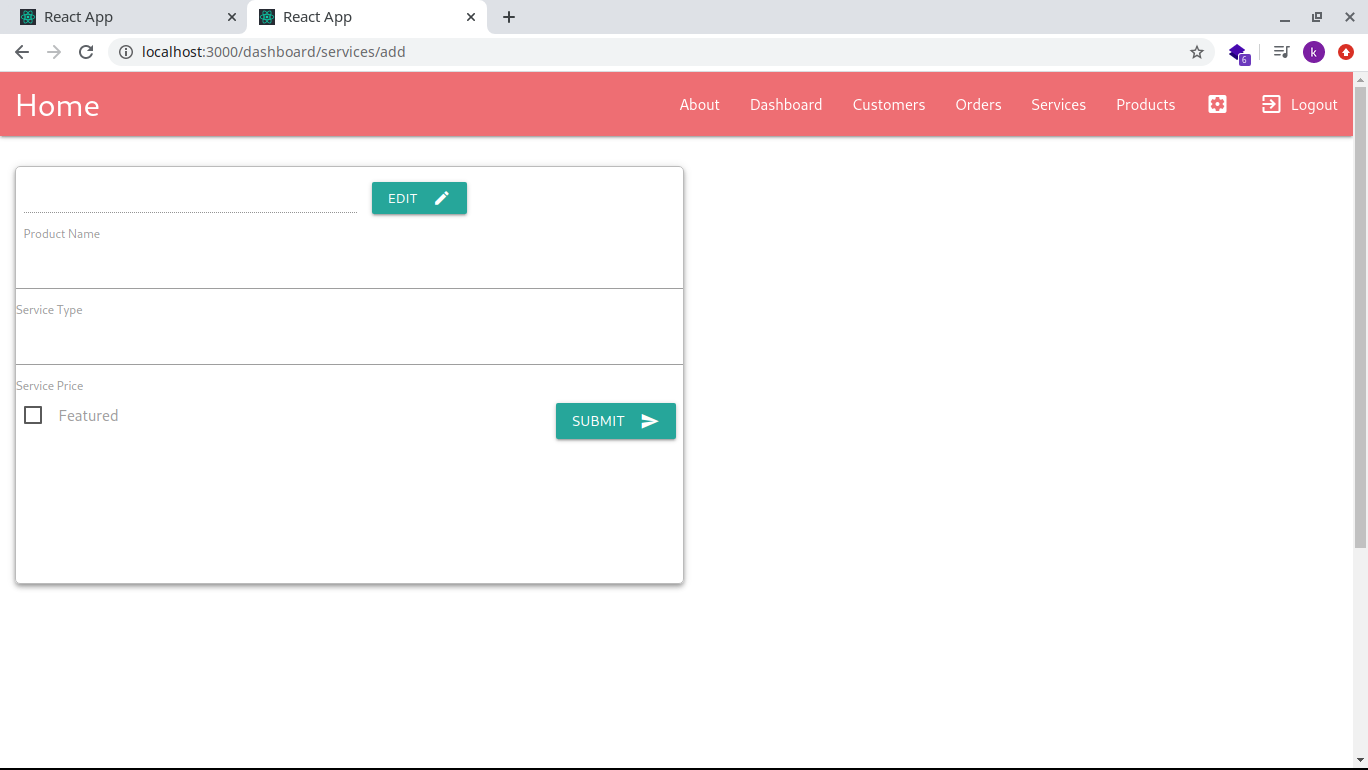 React App
React App
localhost:3000/dashboard/services/add
6
k
Home
About
Dashboard
Customers
Orders
Services
Products
Logout
EDIT
Product Name
Service Type
Service Price
Featured
SUBMIT